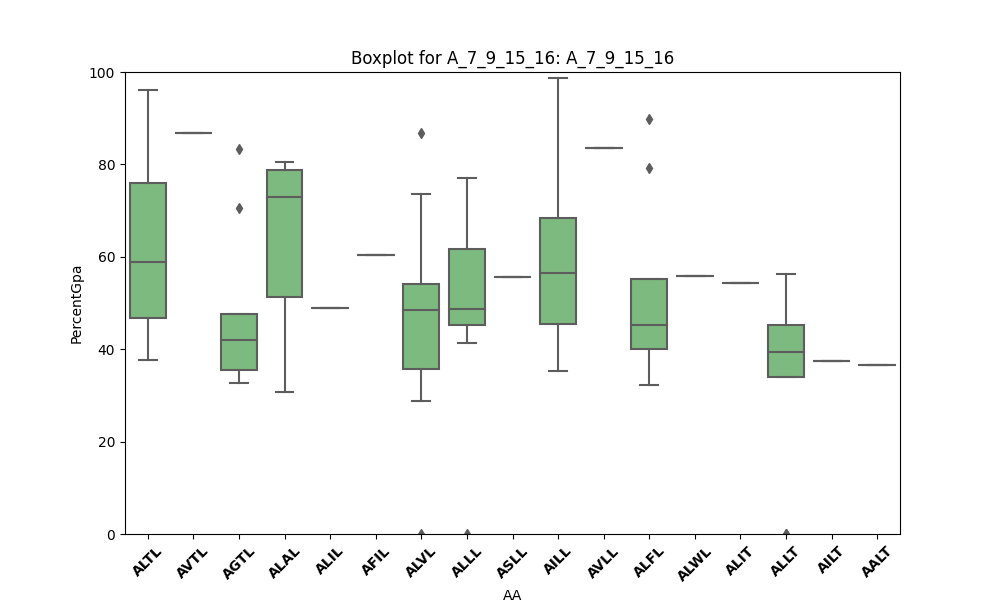 Boxplot for A_7_9_15_16: A_7_9_15_16
100
80
60
40
20
0
PercentGpa
ALTL
AVTL
AGTL
ALAL
ALIL
AFIL
ALVL
ALLL
ASLL
AILL
AVLL
ALFL
ALWL
ALIT
ALLT
AILT
AALT
AA